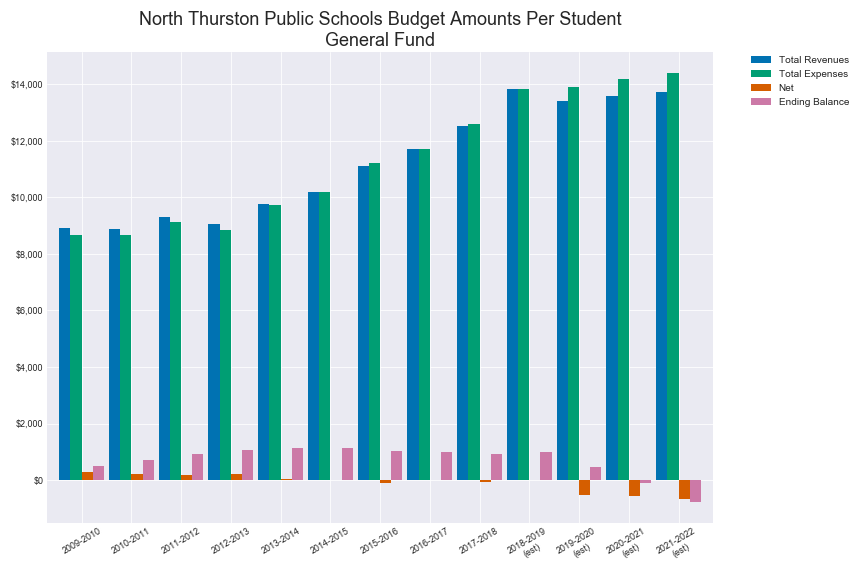 North Thurston Public Schools Budget Amounts Per Student
General Fund
Total Revenues
Total Expenses
Net
Ending Balance
$14,000
$12,000
$10,000
$8,000
$6,000
$4,000
$2,000
$0
2009-2010
2010-2011
2011-2012
2012-2013
2013-2014
2014-2015
2015-2016
2016-2017
2017-2018
2018-2019
(est)
2019-2020
(est)
2020-2021
(est)
2021-2022
(est)